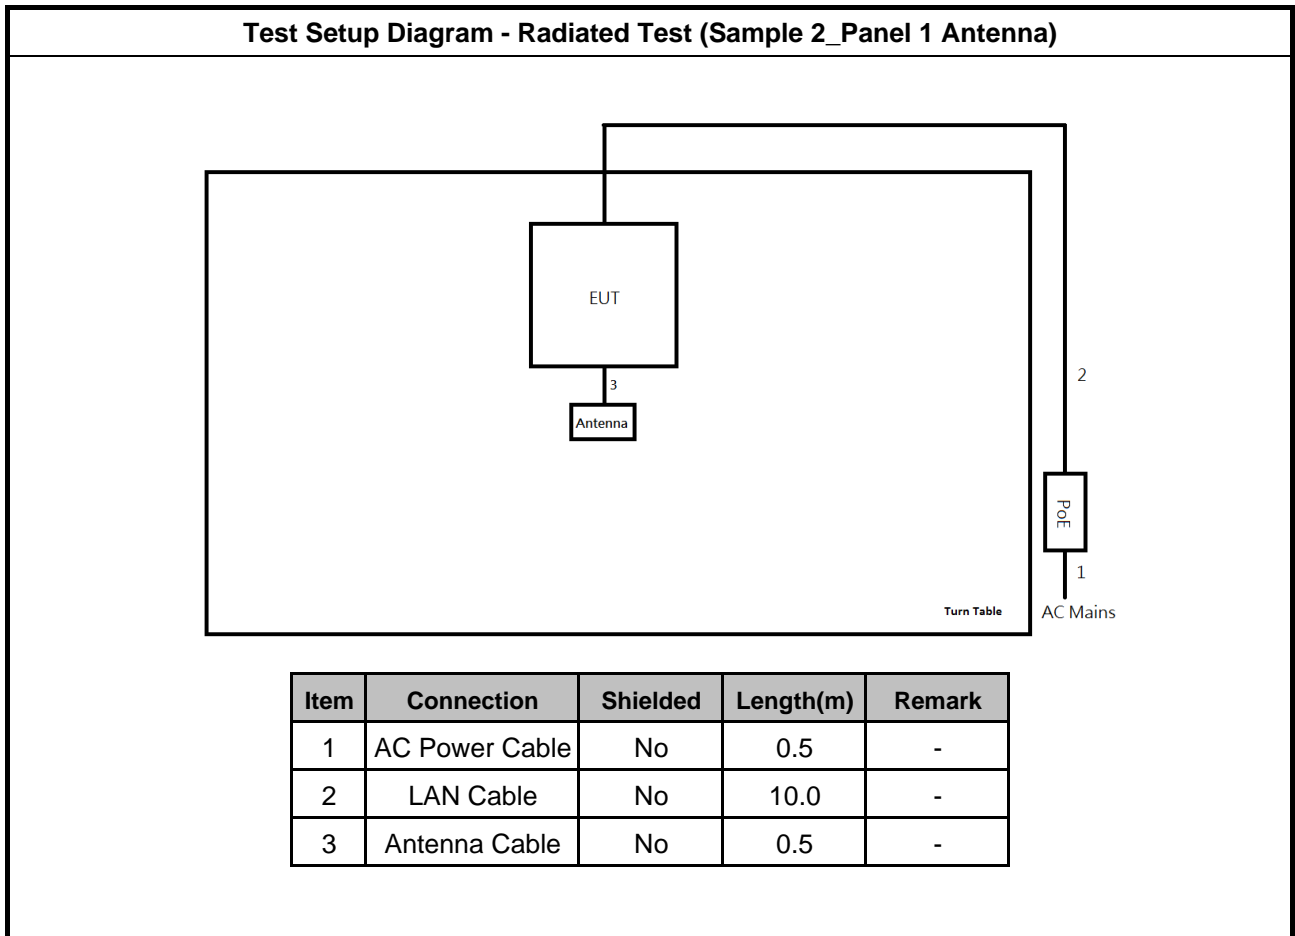 Test Setup Diagram - Radiated Test (Sample 2_Panel 1 Antenna)
EUT
3
Antenna
2
PoE
1
Turn Table
AC Mains
Item Connection Shielded Length(m) Remark
1 AC Power Cable No 0.5 -
2 LAN Cable No 10.0 -
3 Antenna Cable No 0.5 -